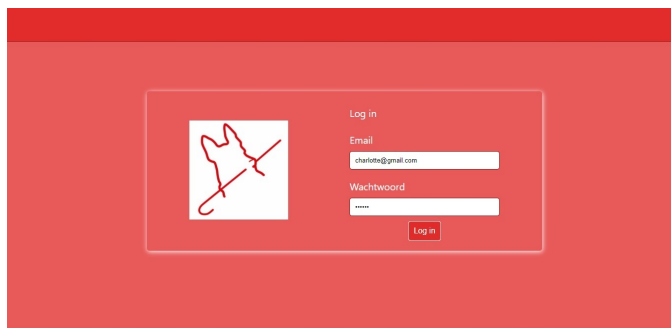 Log in
Email
charlotte@gmail.com
Wachtwoord
••••••
Log in